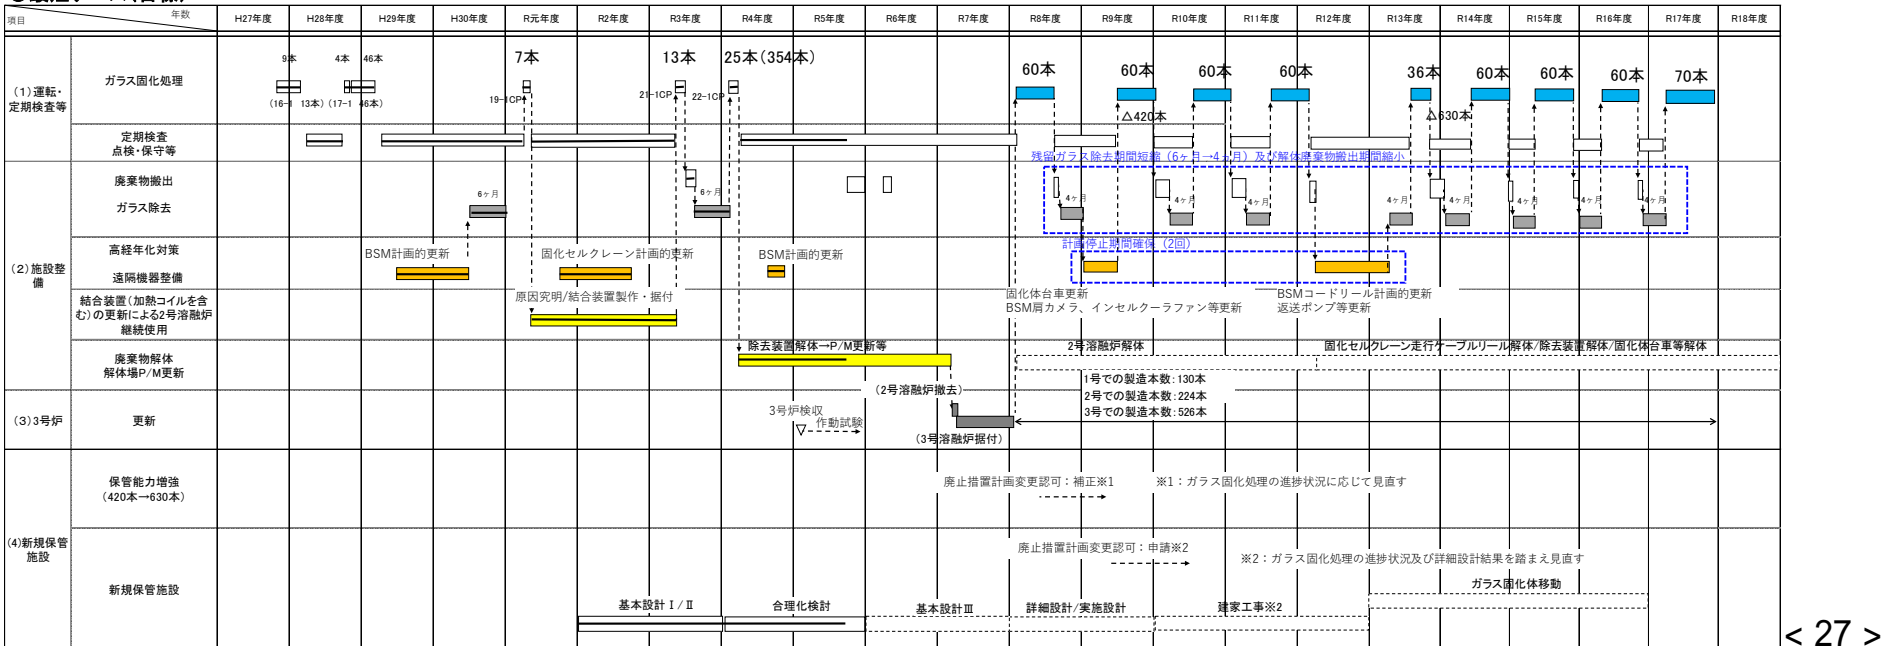 項目
年数
H27年度 H28年度 H29年度 H30年度 R元年度 R2年度 R3年度 R4年度 R5年度 R6年度 R7年度 R8年度 R9年度 R10年度 R11年度 R12年度 R13年度 R14年度 R15年度 R16年度 R17年度 R18年度
(1)運転・
定期検査等
ガラス固化処理
9本 4本 46本 7本 13本 25本(354本) 60本 60本 60本 60本 36本 60本 60本 60本 70本
(16-1 13本) (17-1 46本) 19-1CP 21-1CP 22-1CP
△420本 △630本
定期検査
点検・保守等
残留ガラス除去期間短縮(6ヶ月→4ヶ月)及び解体廃棄物搬出期間縮小
(2)施設整
備
廃棄物搬出
ガラス除去
6ヶ月 6ヶ月 4ヶ月 4ヶ月 4ヶ月 4ヶ月 4ヶ月 4ヶ月 4ヶ月 4ヶ月
高経年化対策
遠隔機器整備
BSM計画的更新 固化セルクレーン計画的更新 BSM計画的更新
計画停止期間確保(2回)
固化体台車更新
BSM肩カメラ、インセルクーラファン等更新
BSMコードリール計画的更新
返送ポンプ等更新
結合装置(加熱コイルを含
む)の更新による2号溶融炉
継続使用
原因究明/結合装置製作・据付
廃棄物解体
解体場P/M更新
除去装置解体→P/M更新等
2号溶融炉解体
固化セルクレーン走行ケーブルリール解体/除去装置解体/固化体台車等解体
(2号溶融炉撤去)
1号での製造本数:130本
2号での製造本数:224本
3号での製造本数:526本
(3)3号炉
更新
3号炉検収
作動試験
(3号溶融炉据付)
(4)新規保管
施設
保管能力増強
(420本→630本)
廃止措置計画変更認可:補正※1
※1:ガラス固化処理の進捗状況に応じて見直す
新規保管施設
廃止措置計画変更認可:申請※2
※2:ガラス固化処理の進捗状況及び詳細設計結果を踏まえ見直す
ガラス固化体移動
基本設計Ⅰ/Ⅱ 合理化検討 基本設計Ⅲ 詳細設計/実施設計 建家工事※2
< 27 >